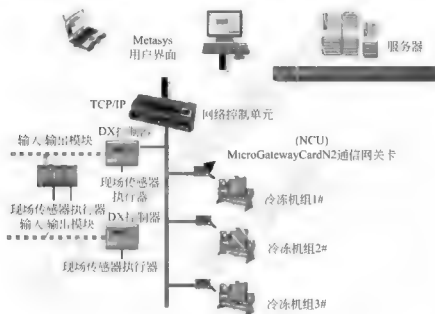 Metasys
用户界面
服务器
TCP/IP
网络控制单元
DX控制器
(NCU)
MicroGatewayCardN2通信网关卡
输入 输出模块
现场传感器
执行器
冷冻机组1#
现场传感器执行器
输入 输出模块
DX控制器
冷冻机组2#
现场传感器执行器
冷冻机组3#